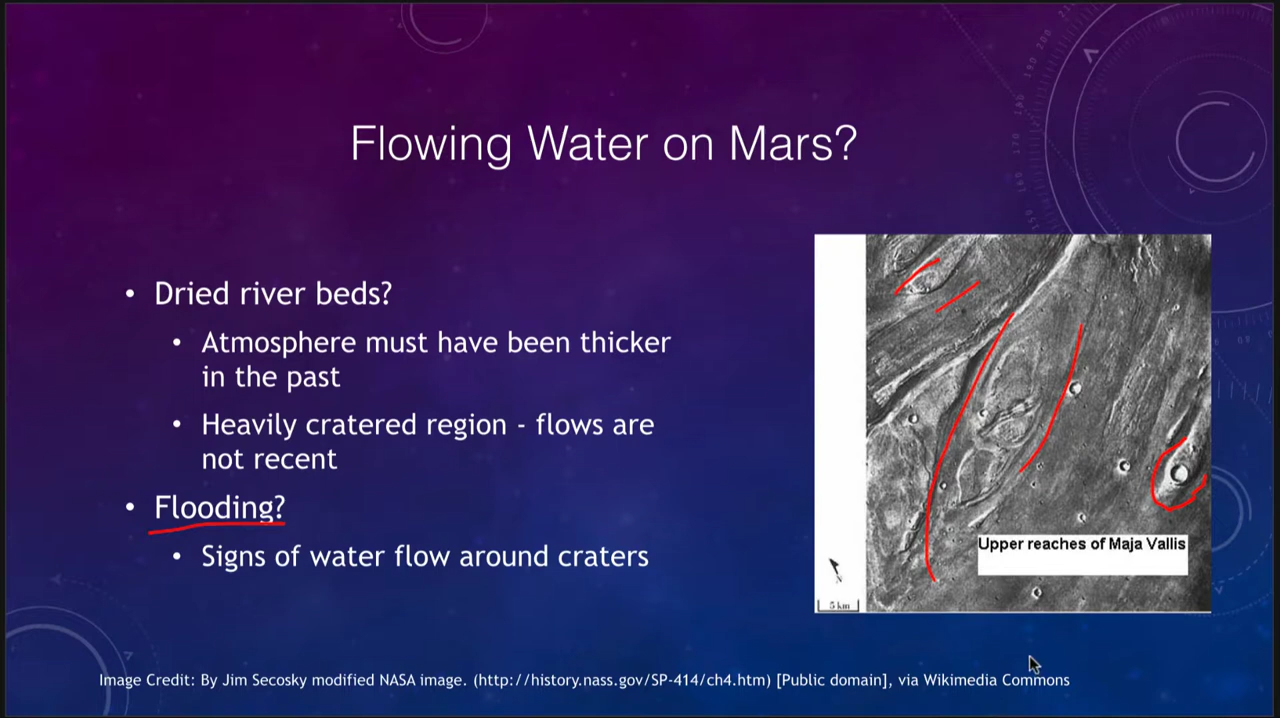 Flowing Water on Mars?
• Dried river beds?
• Atmosphere must have been thicker
in the past
• Heavily cratered region - flows are
not recent
• Flooding?
• Signs of water flow around craters
Upper reaches of Maja Vallis
N
5 km
Image Credit: By Jim Secosky modified NASA image. (http://history.nass.gov/SP-414/ch4.htm) [Public domain], via Wikimedia Commons